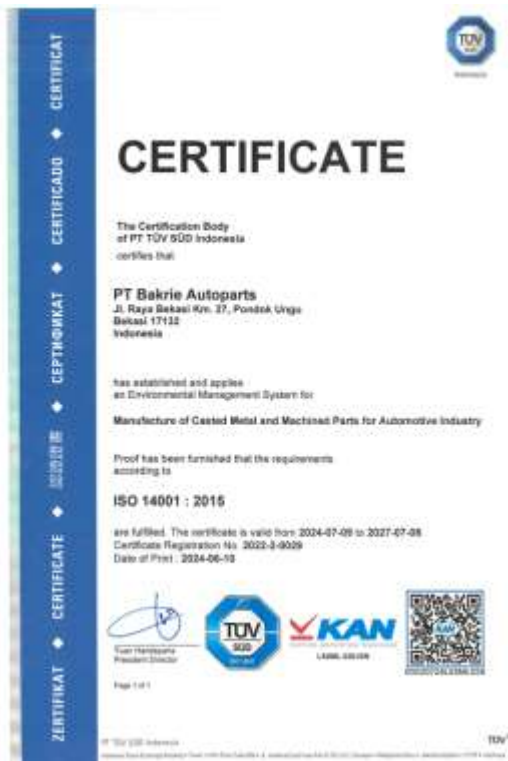 TÜV
SÜD
CERTIFICATE
The Certification Body
of PT TÜV SÜD Indonesia
certifies that
PT Bakrie Autoparts
Jl. Raya Bekasi Km. 27, Pondok Ungu
Bekasi 17132
Indonesia
has established and applies
an Environmental Management System for
Manufacture of Casted Metal and Machined Parts for Automotive Industry
Proof has been furnished that the requirements
according to
ISO 14001 : 2015
are fulfilled. The certificate is valid from 2024-07-09 to 2027-07-08
Certificate Registration No. 2022-2-0029
Date of Print : 2024-06-10
TÜV
SÜD
KAN
President Director
Page 1 of 1
PT TÜV SÜD Indonesia
TÜV
ZERTIFIKAT ◆ CERTIFICATE ◆ ◆ СЕРТИФИКАТ ◆ CERTIFICADO ◆ CERTIFICAT